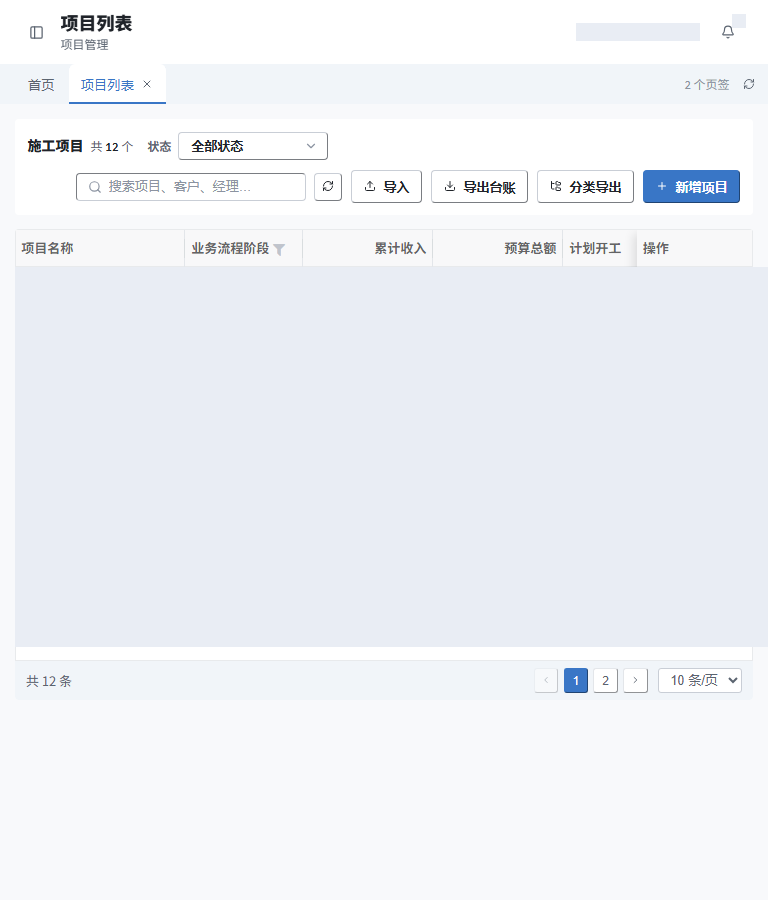 项目列表
项目管理
首页 项目列表 2 个页签
施工项目 共 12 个 状态 全部状态
搜索项目、客户、经理... 导入 导出台账 分类导出 新增项目
项目名称 业务流程阶段 累计收入 预算总额 计划开工 操作
共 12 条 1 2 10 条/页